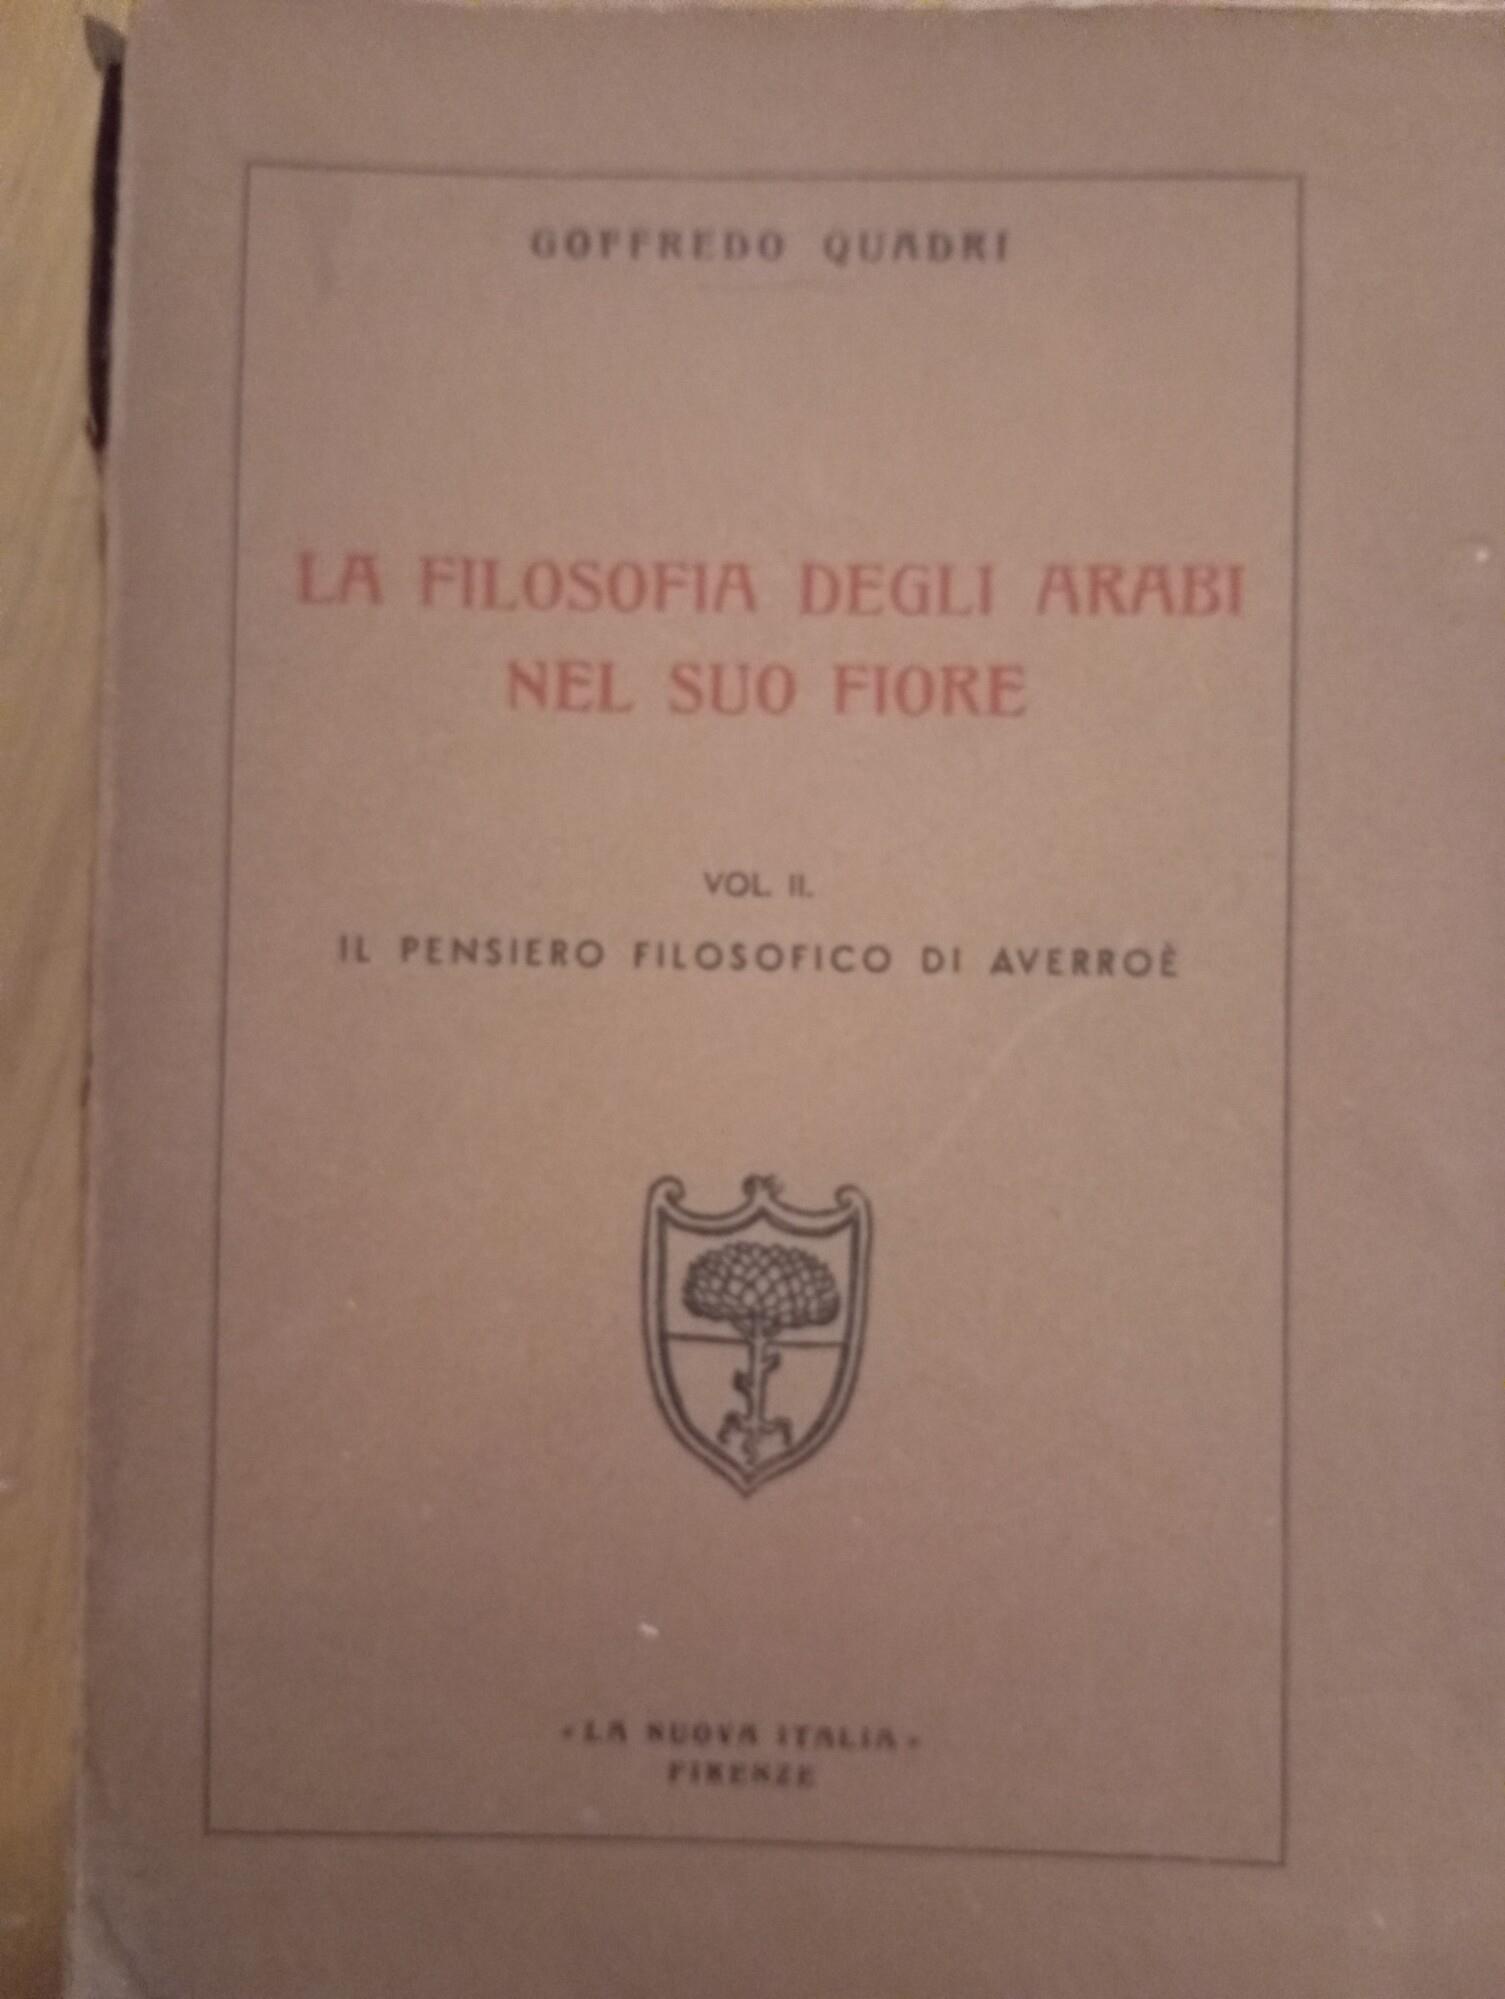 GOFFREDO QUADRI
LA FILOSOFIA DEGLI ARABI
NEL SUO FIORE
VOL. II.
IL PENSIERO FILOSOFICO DI AVERROÈ
«LA NUOVA ITALIA»
FIRENZE